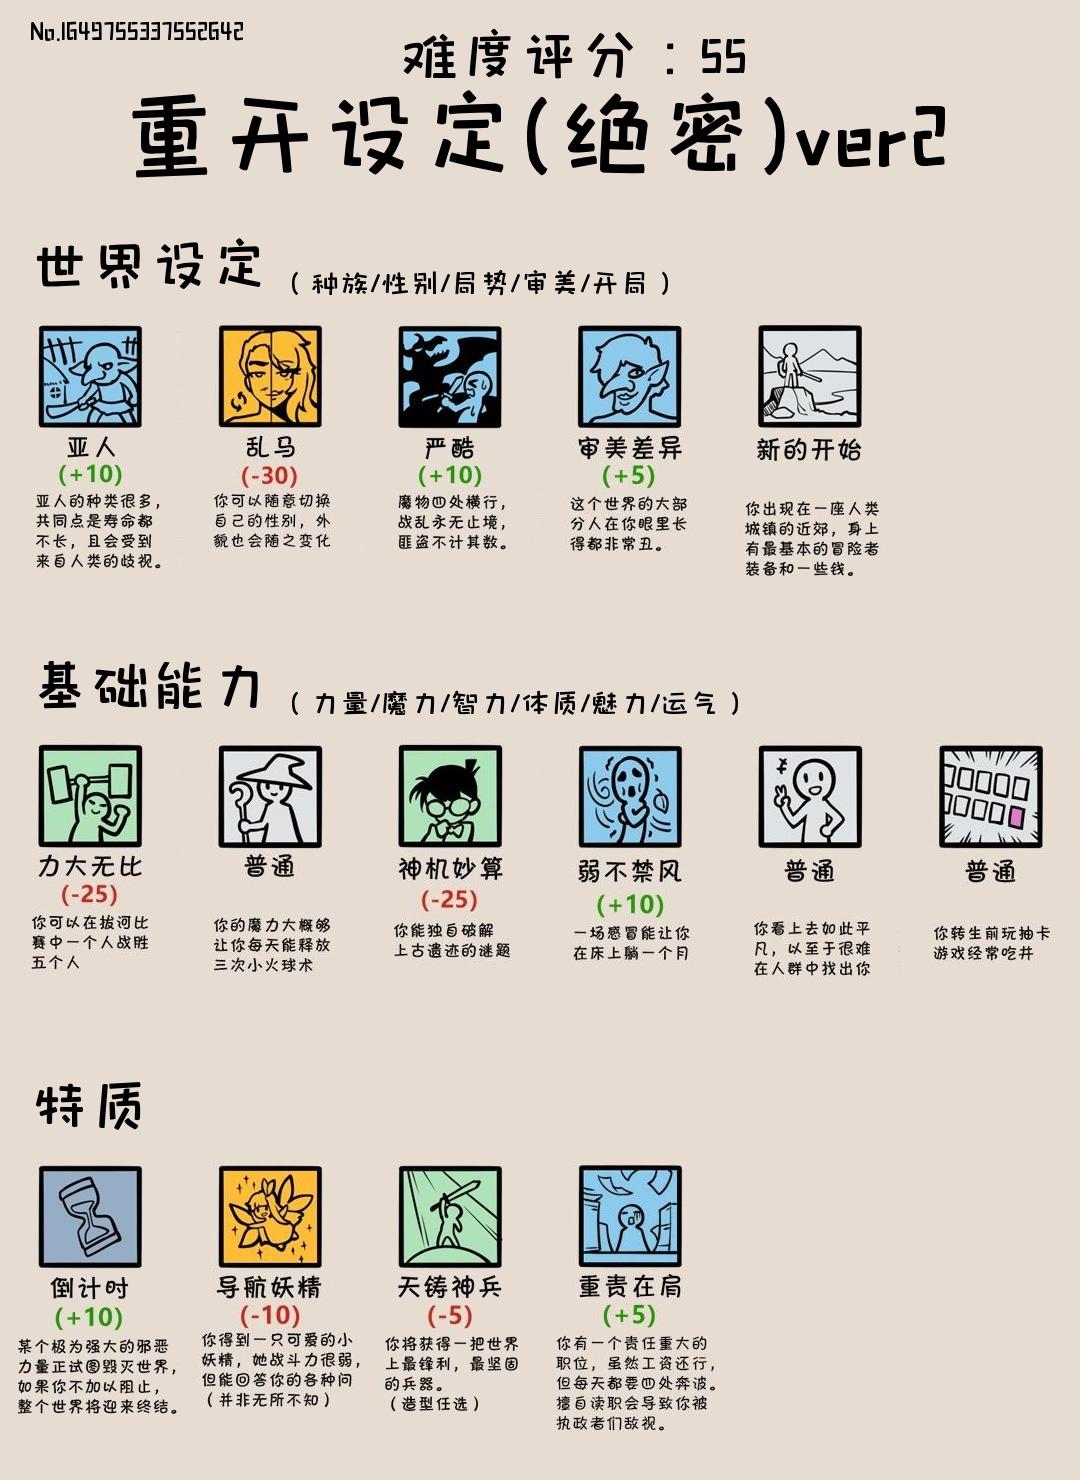 No.1649755337552642
难度评分：55
重开设定(绝密)ver2
世界设定（种族/性别/局势/审美/开局）
亚人
(+10)
亚人的种类很多，
共同点是寿命都
不长，且会受到
来自人类的歧视。
乱马
(-30)
你可以随意切换
自己的性别，外
貌也会随之变化
严酷
(+10)
魔物四处横行，
战乱永无止境，
匪盗不计其数。
审美差异
(+5)
这个世界的大部
分人在你眼里长
得都非常丑。
新的开始
你出现在一座人类
城镇的近郊，身上
有最基本的冒险者
装备和一些钱。
基础能力（力量/魔力/智力/体质/魅力/运气）
力大无比
(-25)
你可以在拔河比
赛中一个人战胜
五个人
普通
你的魔力大概够
让你每天能释放
三次小火球术
神机妙算
(-25)
你能独自破解
上古遗迹的谜题
弱不禁风
(+10)
一场感冒能让你
在床上躺一个月
普通
你看上去如此平
凡，以至于很难
在人群中找出你
普通
你转生前玩抽卡
游戏经常吃井
特质
倒计时
(+10)
某个极为强大的邪恶
力量正试图毁灭世界，
如果你不加以阻止，
整个世界将迎来终结。
导航妖精
(-10)
你得到一只可爱的小
妖精，她战斗力很弱，
但能回答你的各种问
（并非无所不知）
天铸神兵
(-5)
你将获得一把世界
上最锋利，最坚固
的兵器。
（造型任选）
重责在肩
(+5)
你有一个责任重大的
职位，虽然工资还行，
但每天都要四处奔波。
擅自渎职会导致你被
执政者们敌视。